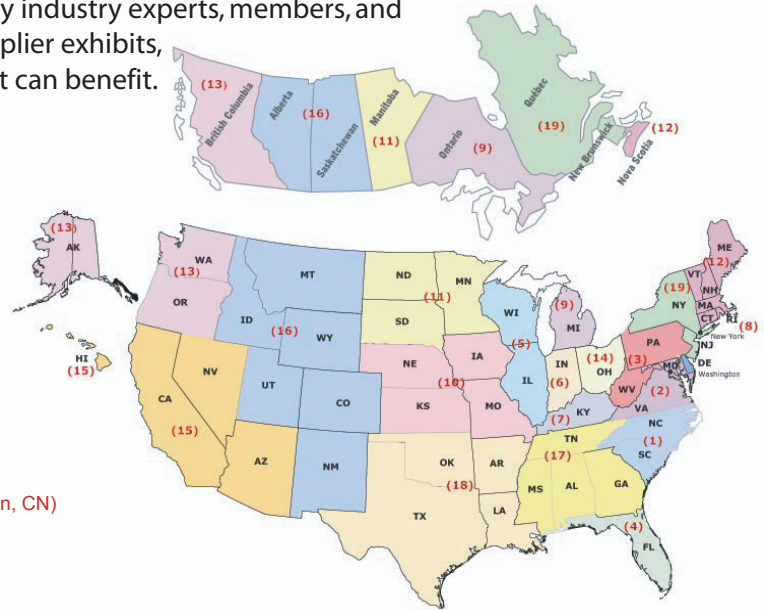 y industry experts, members, and
plier exhibits,
t can benefit.
(13)
British Columbia
Alberta
(16)
Saskatchewan
Manitoba
(11)
Ontario
(9)
Québec
(19)
New Brunswick
Nova Scotia
(12)
(13)
AK
WA
(13)
OR
MT
ID
(16)
WY
ND
MN
(11)
SD
WI
(5)
(9)
MI
ME
(12)
VT
NH
(19)
NY
MA
CT
RI
(8)
New York
NJ
PA
(3)
MD
DE
Washington
HI
(15)
NV
CA
(15)
UT
CO
AZ
NM
NE
IA
(10)
KS
MO
IL
IN
(6)
(14)
OH
WV
(2)
VA
KY
(7)
NC
(1)
SC
TN
(17)
OK
(18)
AR
TX
LA
MS
AL
GA
(4)
FL
n, CN)